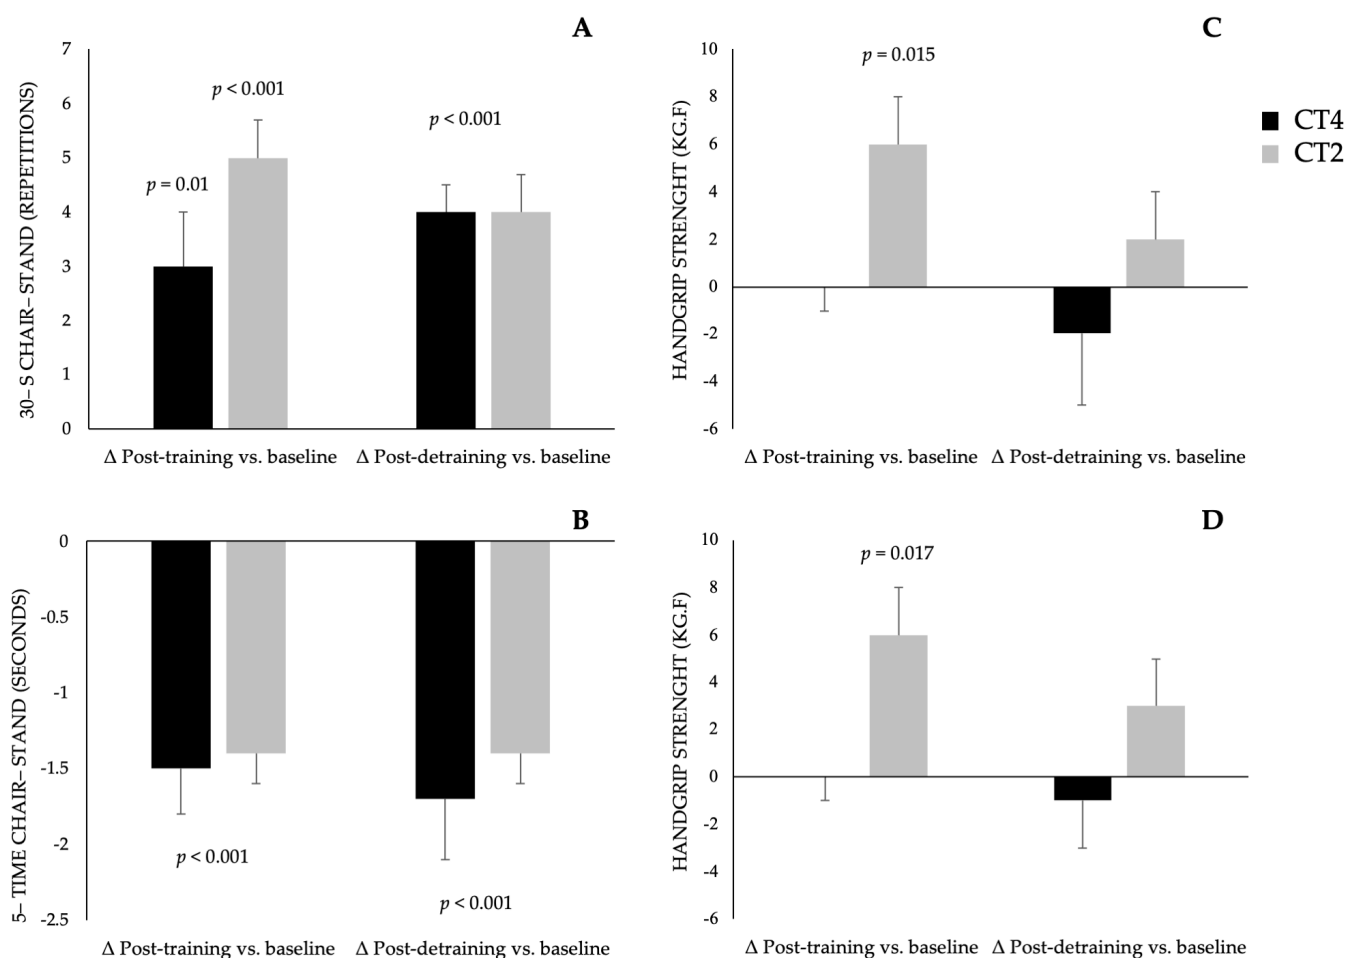 A
30– S CHAIR– STAND (REPETITIONS)
7
6
5
4
3
2
1
0
p = 0.01
p < 0.001
p < 0.001
Δ Post-training vs. baseline
Δ Post-detraining vs. baseline
C
HANDGRIP STRENGHT (KG.F)
10
8
6
4
2
0
-2
-4
-6
p = 0.015
Δ Post-training vs. baseline
Δ Post-detraining vs. baseline
CT4
CT2
B
5– TIME CHAIR– STAND (SECONDS)
0
-0.5
-1
-1.5
-2
-2.5
p < 0.001
p < 0.001
Δ Post-training vs. baseline
Δ Post-detraining vs. baseline
D
HANDGRIP STRENGHT (KG.F)
10
8
6
4
2
0
-2
-4
-6
p = 0.017
Δ Post-training vs. baseline
Δ Post-detraining vs. baseline